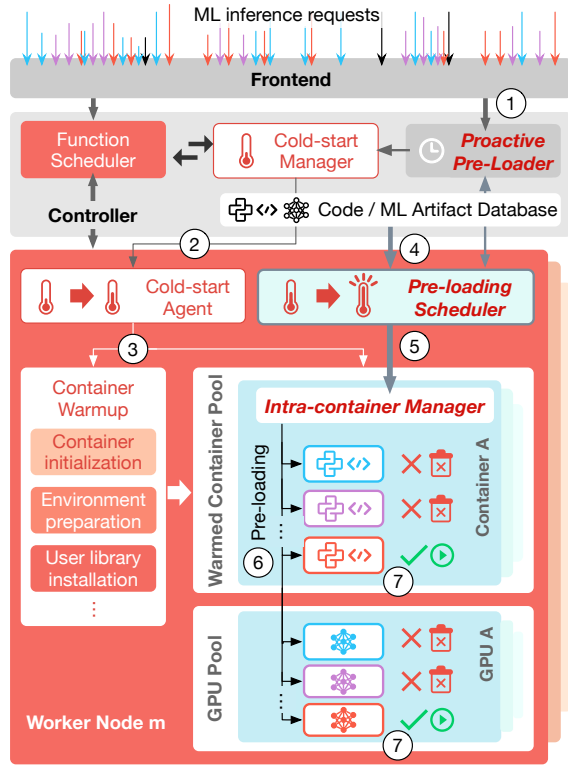 ML inference requests
Frontend
1
Function
Scheduler
Cold-start
Manager
Proactive
Pre-Loader
Controller
</> Code / ML Artifact Database
2
4
Cold-start
Agent
Pre-loading
Scheduler
3
5
Container
Warmup
Container
initialization
Environment
preparation
User library
installation
⋮
Warmed Container Pool
Intra-container Manager
Pre-loading
6
</>
</>
⋮
</>
7
Container A
GPU Pool
⋮
7
GPU A
Worker Node m